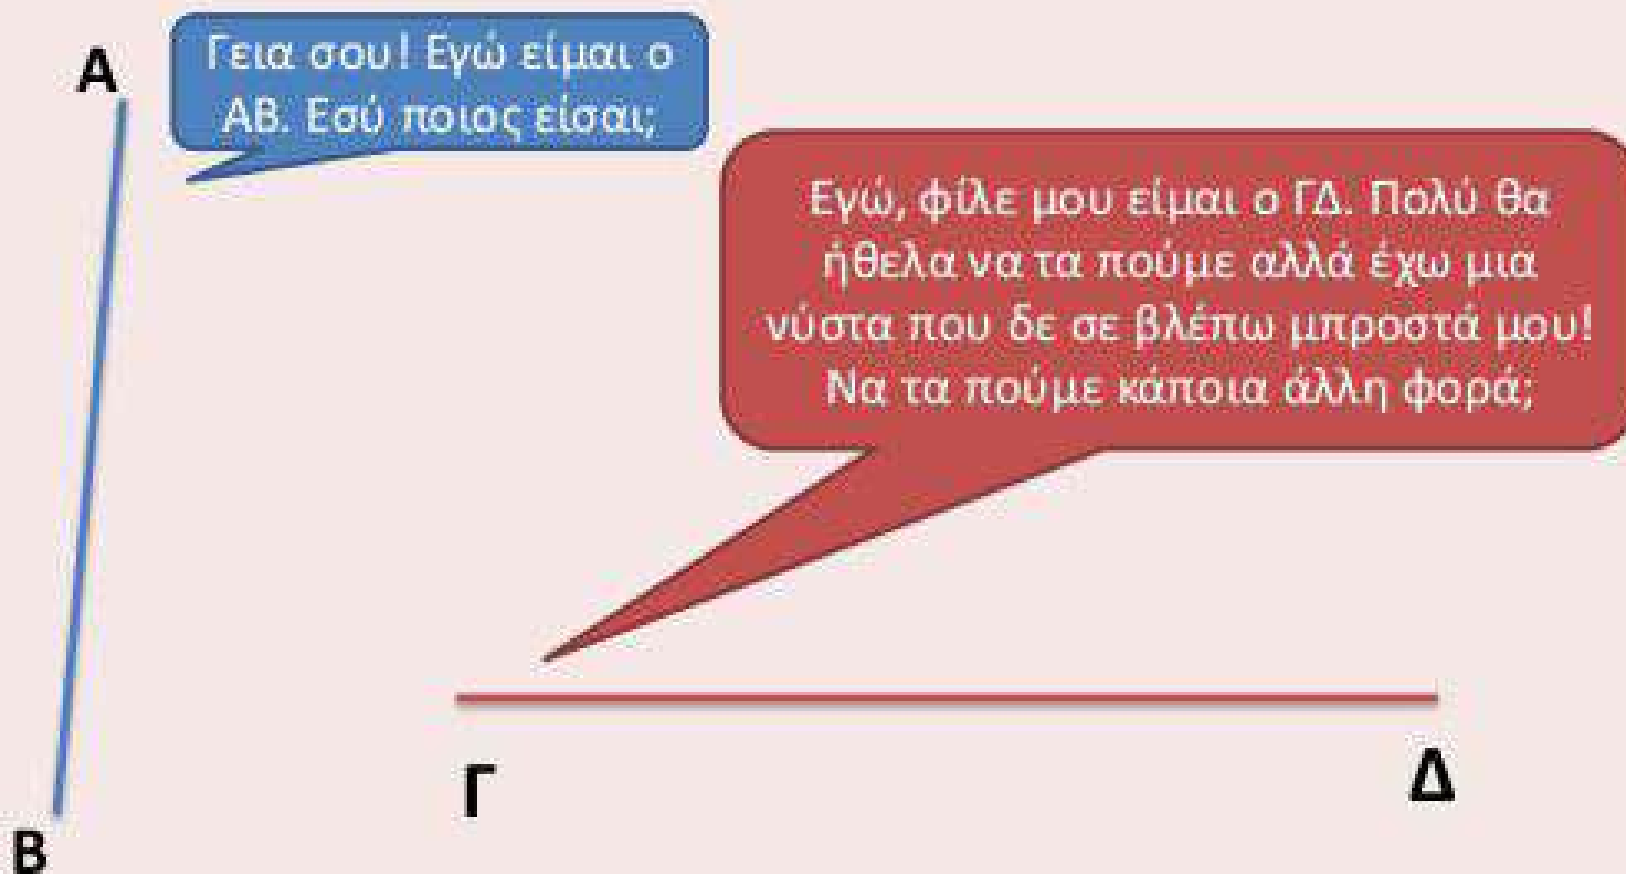 Α
Γεια σου! Εγώ είμαι ο
ΑΒ. Εσύ ποιος είσαι;
Εγώ, φίλε μου είμαι ο ΓΔ. Πολύ θα
ήθελα να τα πούμε αλλά έχω μια
νύστα που δε σε βλέπω μπροστά μου!
Να τα πούμε κάποια άλλη φορά;
Γ
Δ
Β